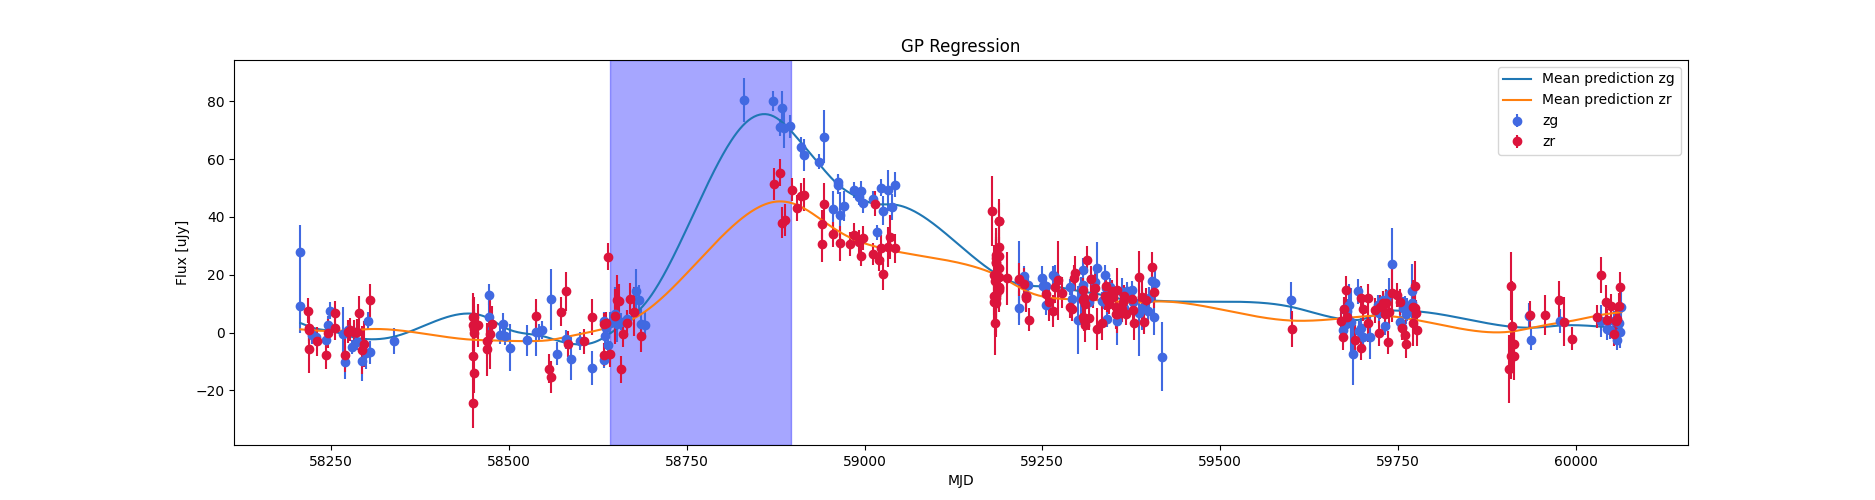 GP Regression
Flux [uJy]
80
60
40
20
0
−20
Mean prediction zg
Mean prediction zr
zg
zr
58250 58500 58750 59000 59250 59500 59750 60000
MJD